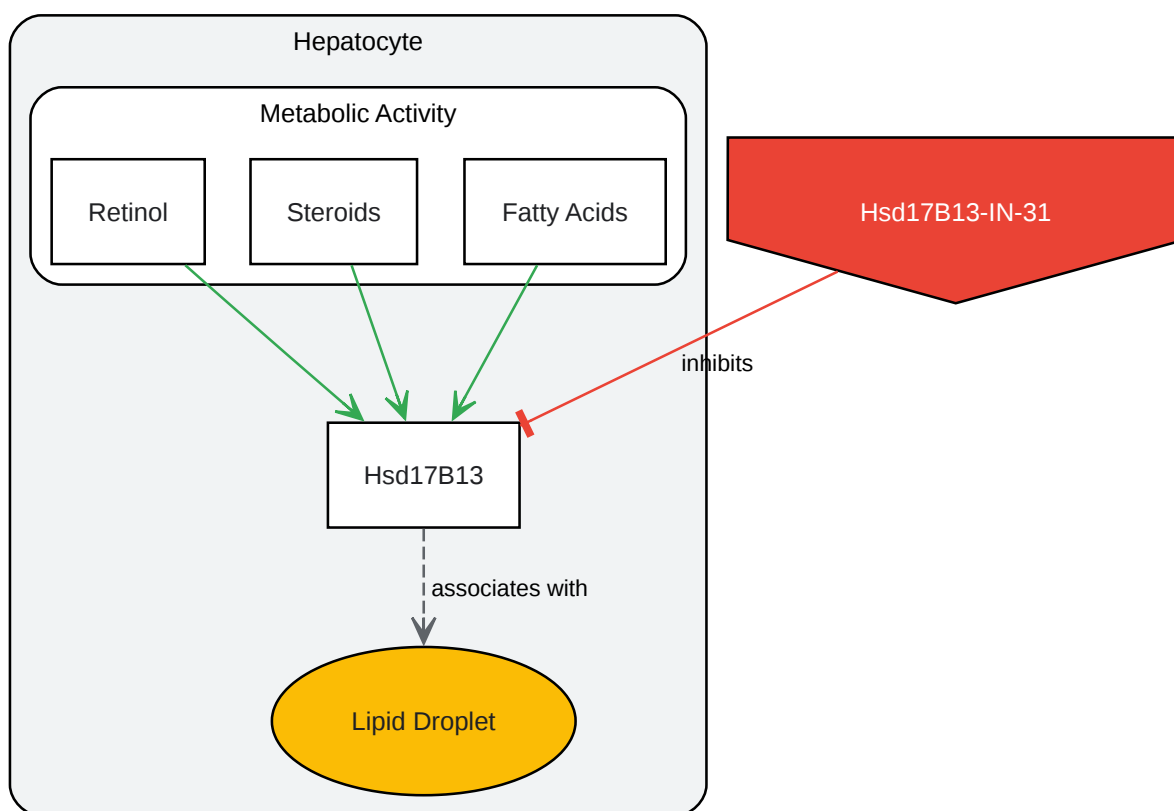 Hepatocyte
Metabolic Activity
Retinol
Steroids
Fatty Acids
Hsd17B13-IN-31
inhibits
Hsd17B13
associates with
Lipid Droplet